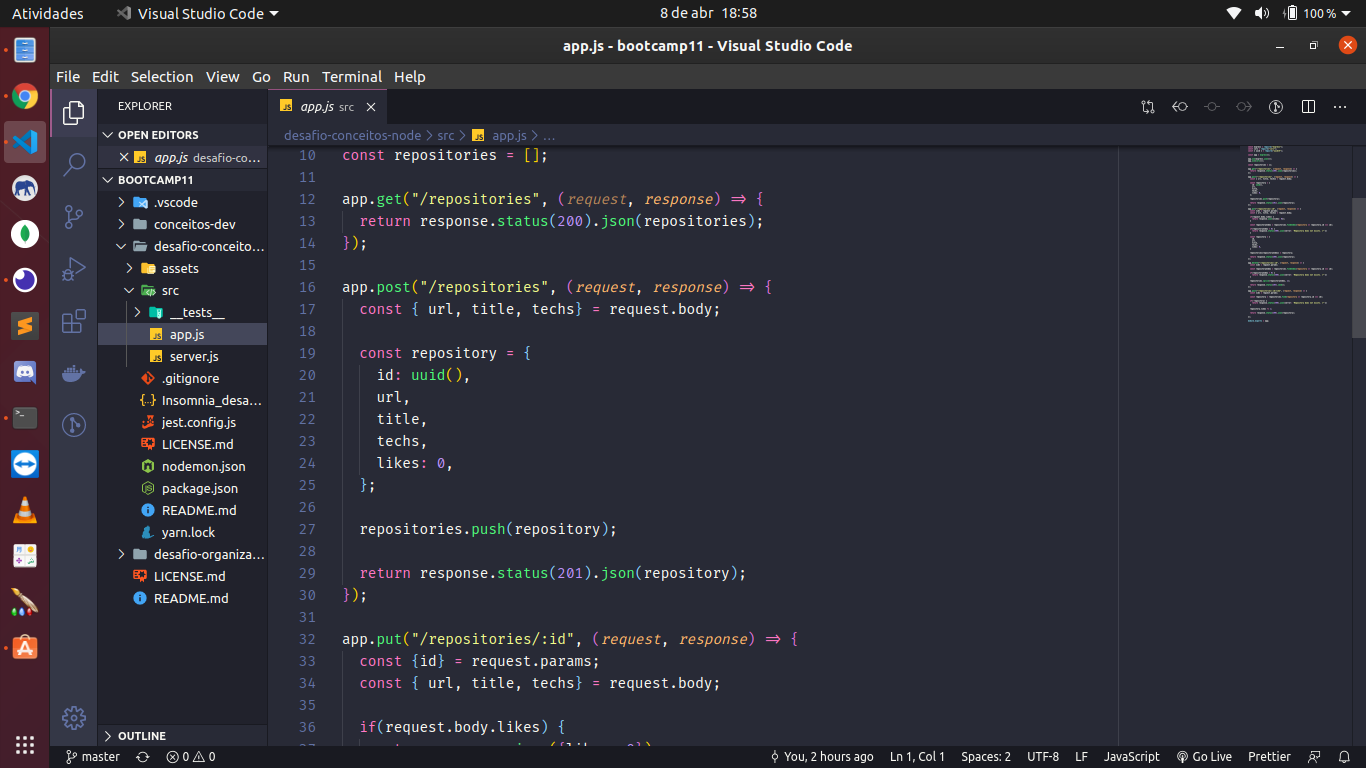 Atividades
Visual Studio Code
8 de abr 18:58
100 %
app.js - bootcamp11 - Visual Studio Code
File Edit Selection View Go Run Terminal Help
EXPLORER
OPEN EDITORS
app.js desafio-co...
BOOTCAMP11
.vscode
conceitos-dev
desafio-conceito...
assets
src
__tests__
app.js
server.js
.gitignore
Insomnia_desa...
jest.config.js
LICENSE.md
nodemon.json
package.json
README.md
yarn.lock
desafio-organiza...
LICENSE.md
README.md
OUTLINE
app.js src
desafio-conceitos-node > src > app.js > ...
10 const repositories = [];
11
12 app.get("/repositories", (request, response) => {
13 return response.status(200).json(repositories);
14 });
15
16 app.post("/repositories", (request, response) => {
17 const { url, title, techs} = request.body;
18
19 const repository = {
20 id: uuid(),
21 url,
22 title,
23 techs,
24 likes: 0,
25 };
26
27 repositories.push(repository);
28
29 return response.status(201).json(repository);
30 });
31
32 app.put("/repositories/:id", (request, response) => {
33 const {id} = request.params;
34 const { url, title, techs} = request.body;
35
36 if(request.body.likes) {
master
0 0
You, 2 hours ago
Ln 1, Col 1
Spaces: 2
UTF-8
LF
JavaScript
Go Live
Prettier